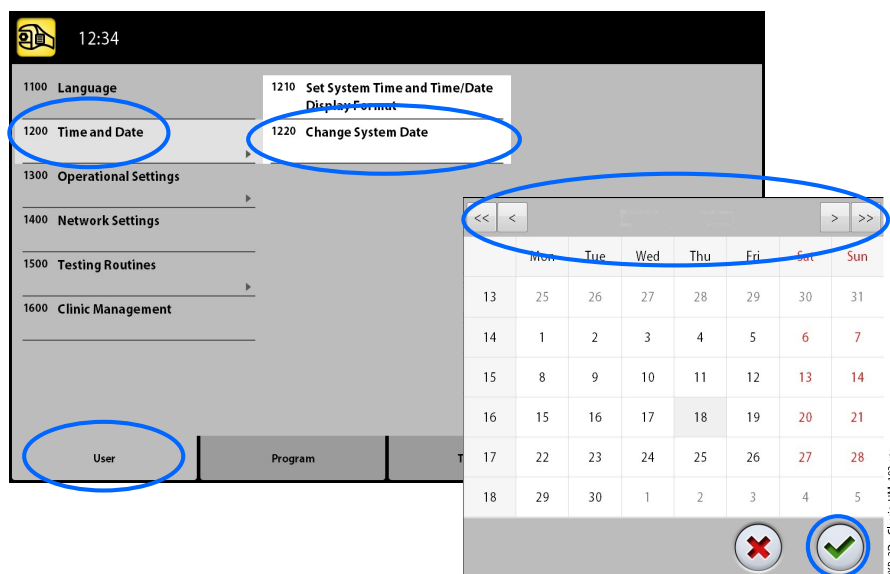 12:34
1100 Language
1200 Time and Date
1300 Operational Settings
1400 Network Settings
1500 Testing Routines
1600 Clinic Management
1210 Set System Time and Time/Date
Display Format
1220 Change System Date
User
Program
T
<< < > >>
Mon Tue Wed Thu Fri Sat Sun
13 25 26 27 28 29 30 31
14 1 2 3 4 5 6 7
15 8 9 10 11 12 13 14
16 15 16 17 18 19 20 21
17 22 23 24 25 26 27 28
18 29 30 1 2 3 4 5